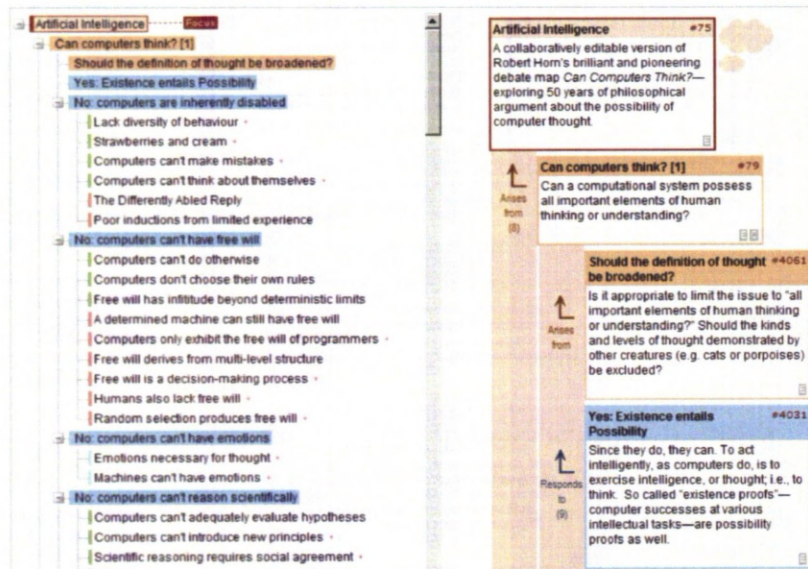 Artificial Intelligence
Focus
Can computers think? [1]
Should the definition of thought be broadened?
Yes: Existence entails Possibility
No: computers are inherently disabled
Lack diversity of behaviour
Strawberries and cream
Computers can't make mistakes
Computers can't think about themselves
The Differently Abled Reply
Poor inductions from limited experience
No: computers can't have free will
Computers can't do otherwise
Computers don't choose their own rules
Free will has infititude beyond deterministic limits
A determined machine can still have free will
Computers only exhibit the free will of programmers
Free will derives from multi-level structure
Free will is a decision-making process
Humans also lack free will
Random selection produces free will
No: computers can't have emotions
Emotions necessary for thought
Machines can't have emotions
No: computers can't reason scientifically
Computers can't adequately evaluate hypotheses
Computers can't introduce new principles
Scientific reasoning requires social agreement
Artificial Intelligence #75
A collaboratively editable version of
Robert Horn's brilliant and pioneering
debate map Can Computers Think?—
exploring 50 years of philosophical
argument about the possibility of
computer thought.
Arises
from
(8)
Can computers think? [1] #79
Can a computational system possess
all important elements of human
thinking or understanding?
Arises
from
Should the definition of thought #4061
be broadened?
Is it appropriate to limit the issue to "all
important elements of human thinking
or understanding?" Should the kinds
and levels of thought demonstrated by
other creatures (e.g. cats or porpoises)
be excluded?
Responds
to
(9)
Yes: Existence entails #4031
Possibility
Since they do, they can. To act
intelligently, as computers do, is to
exercise intelligence, or thought; i.e., to
think. So called "existence proofs"—
computer successes at various
intellectual tasks—are possibility
proofs as well.